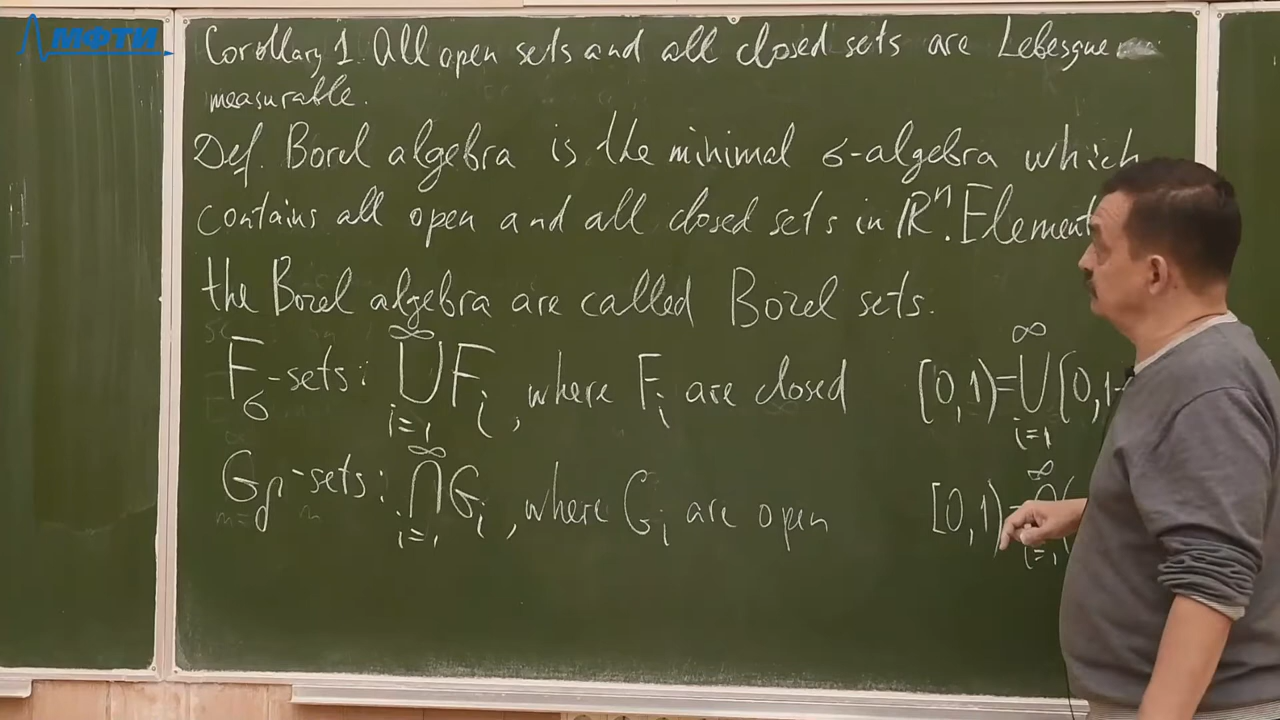 МФТИ
Corollary 1. All open sets and all closed sets are Lebesgue
measurable.
Def. Borel algebra is the minimal σ-algebra which
contains all open and all closed sets in ℝⁿ. Element
the Borel algebra are called Borel sets.
F_σ-sets: ⋃_{i=1}^∞ F_i, where F_i are closed [0,1)=⋃_{i=1}^∞[0,1-
G_δ-sets: ⋂_{i=1}^∞ G_i, where G_i are open [0,1)=⋂_{i=1}^∞(